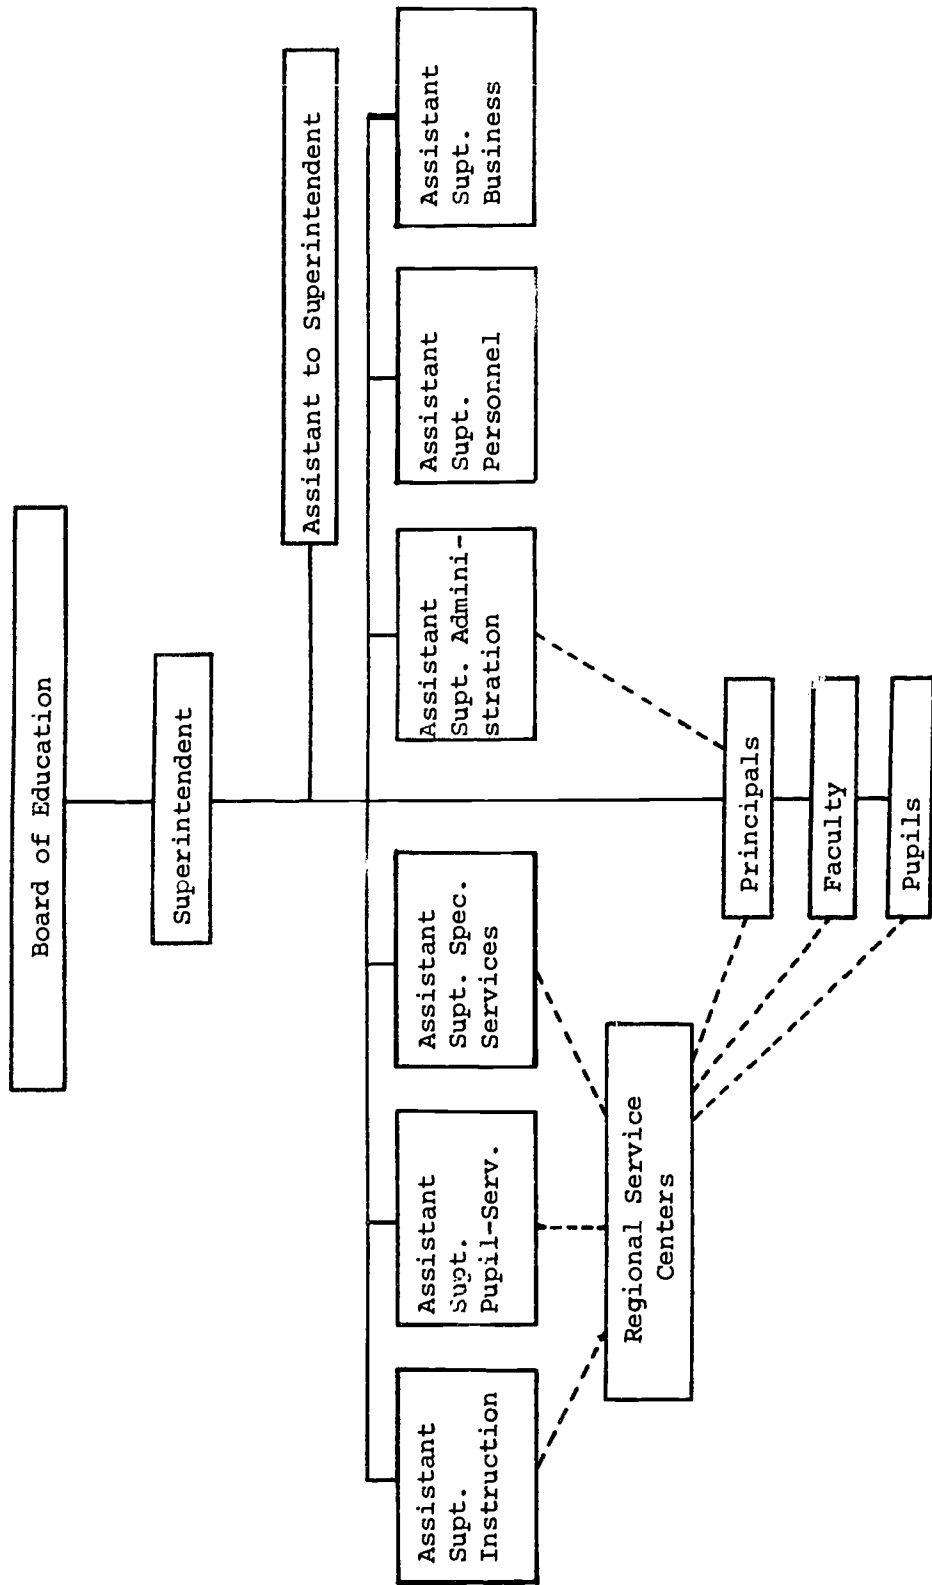 Board of Education
Superintendent
Assistant to Superintendent
Assistant
Supt.
Instruction
Assistant
Supt.
Pupil-Serv.
Assistant
Supt. Spec.
Services
Assistant
Supt. Admini-
stration
Assistant
Supt.
Personnel
Assistant
Supt.
Business
Regional Service
Centers
Principals
Faculty
Pupils